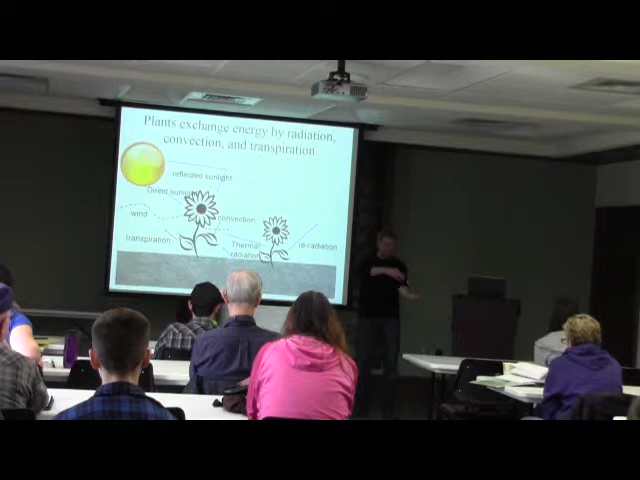 Plants exchange energy by radiation,
convection, and transpiration
reflected sunlight
Direct sunlight
wind
convection
transpiration
Thermal
radiation
re-radiation